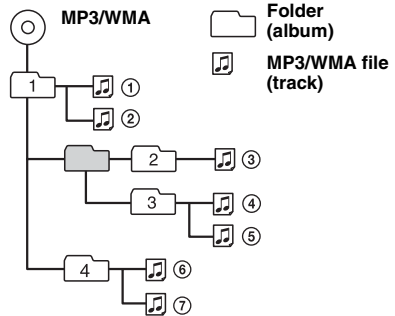 MP3/WMA
Folder
(album)
MP3/WMA file
(track)
1
①
②
2
③
3
④
⑤
4
⑥
⑦